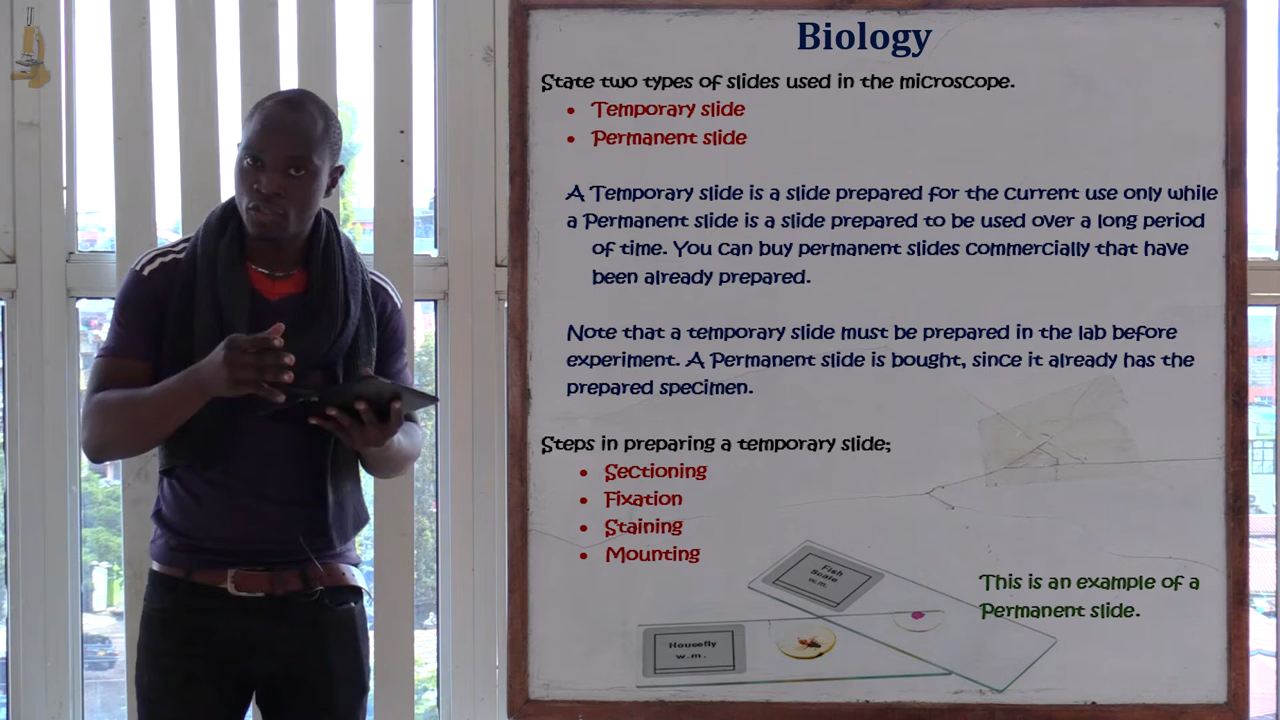 Biology
State two types of slides used in the microscope.
• Temporary slide
• Permanent slide
A Temporary slide is a slide prepared for the current use only while
a Permanent slide is a slide prepared to be used over a long period
of time. You can buy permanent slides commercially that have
been already prepared.
Note that a temporary slide must be prepared in the lab before
experiment. A Permanent slide is bought, since it already has the
prepared specimen.
Steps in preparing a temporary slide;
• Sectioning
• Fixation
• Staining
• Mounting
Fish
Scale
w.m.
This is an example of a
Permanent slide.
Housefly
w.m.